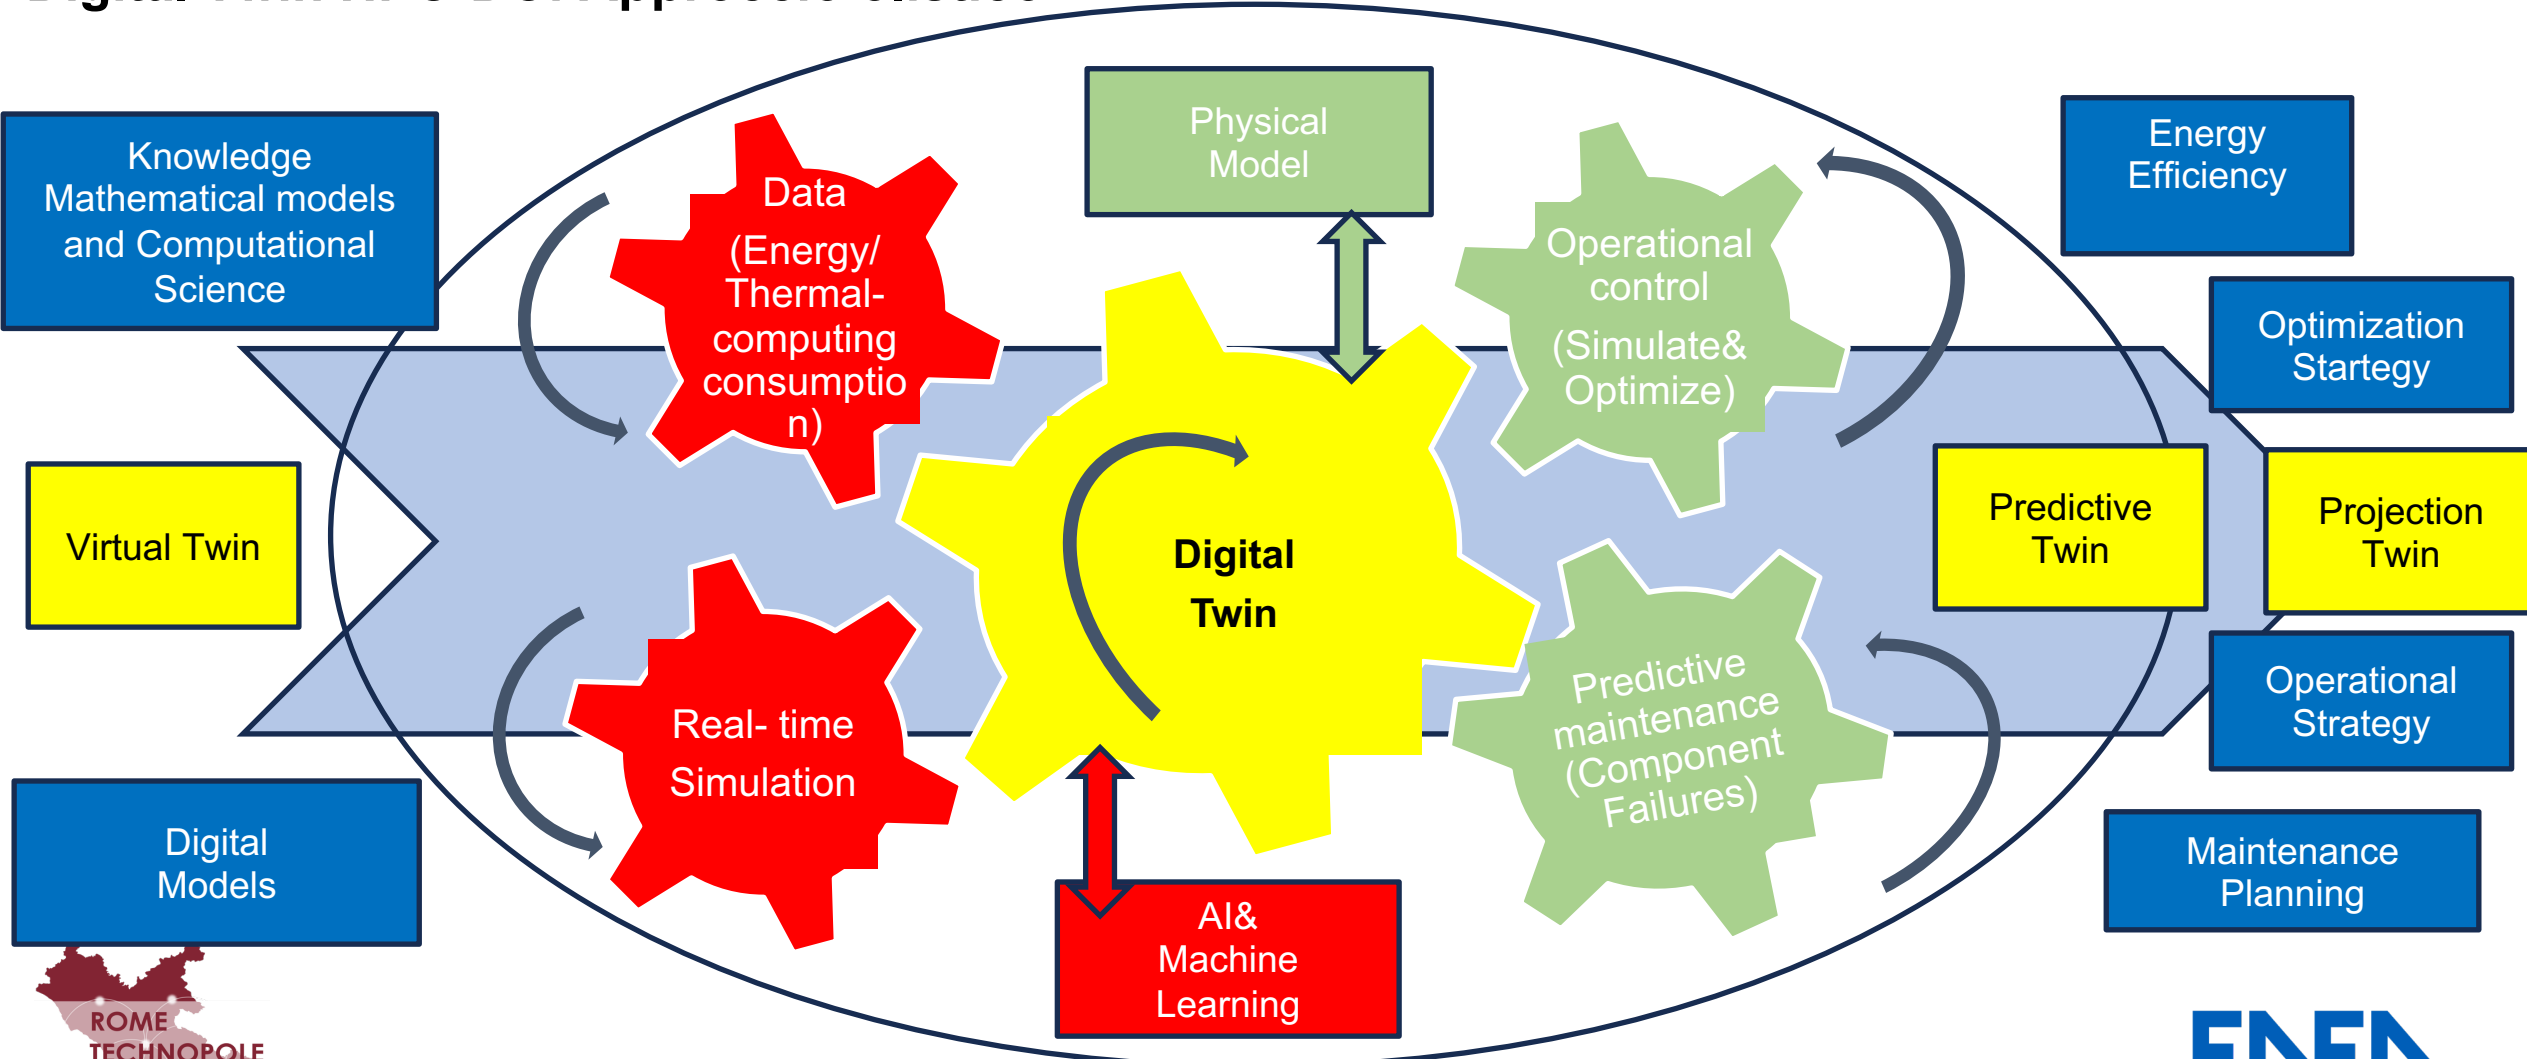 Knowledge
Mathematical models
and Computational
Science
Data
(Energy/
Thermal-
computing
consumptio
n)
Physical
Model
Operational
control
(Simulate&
Optimize)
Energy
Efficiency
Optimization
Startegy
Virtual Twin
Digital
Twin
Predictive
Twin
Projection
Twin
Real- time
Simulation
Predictive
maintenance
(Component
Failures)
Operational
Strategy
Digital
Models
AI&
Machine
Learning
Maintenance
Planning
ROME
TECHNOPOLE
ENEA